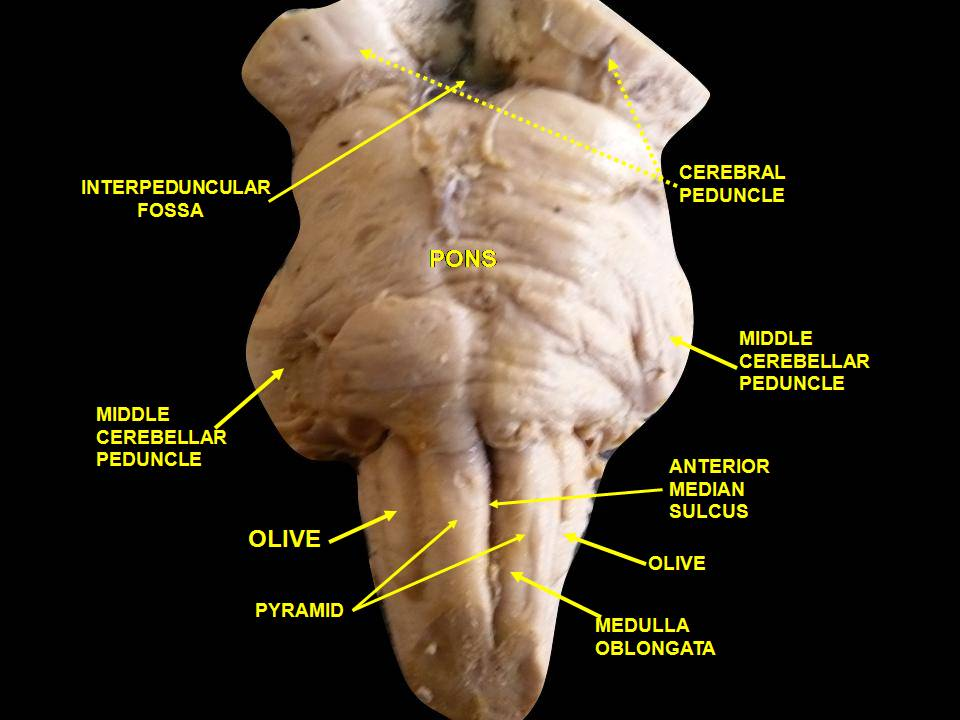 CEREBRAL
PEDUNCLE
INTERPEDUNCULAR
FOSSA
PONS
MIDDLE
CEREBELLAR
PEDUNCLE
MIDDLE
CEREBELLAR
PEDUNCLE
ANTERIOR
MEDIAN
SULCUS
OLIVE
OLIVE
PYRAMID
MEDULLA
OBLONGATA